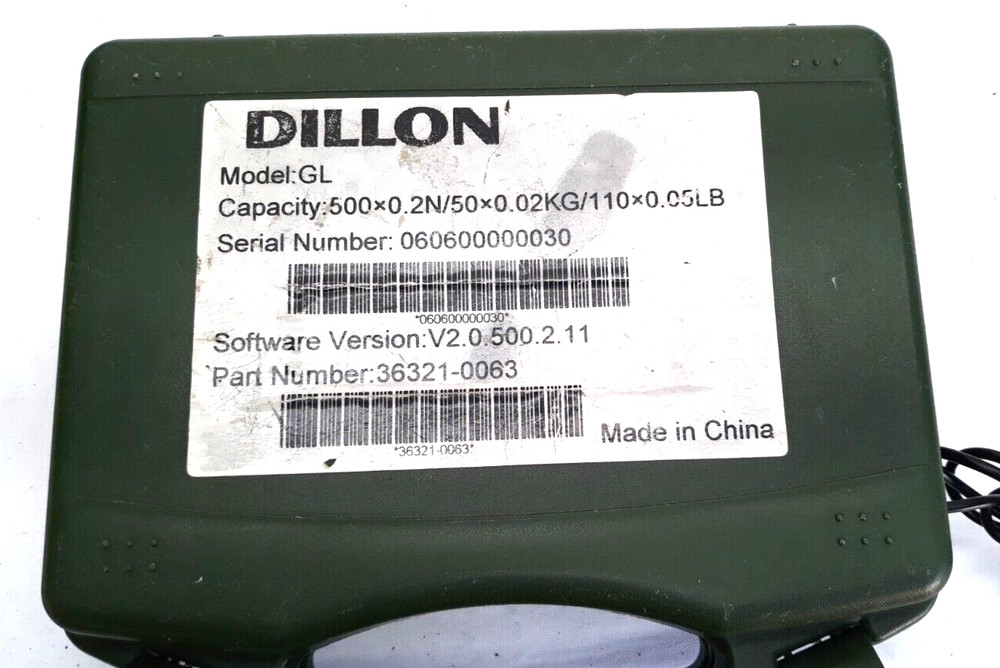 DILLON
Model:GL
Capacity:500×0.2N/50×0.02KG/110×0.05LB
Serial Number: 060600000030
*060600000030*
Software Version:V2.0.500.2.11
Part Number:36321-0063
*36321-0063*
Made in China